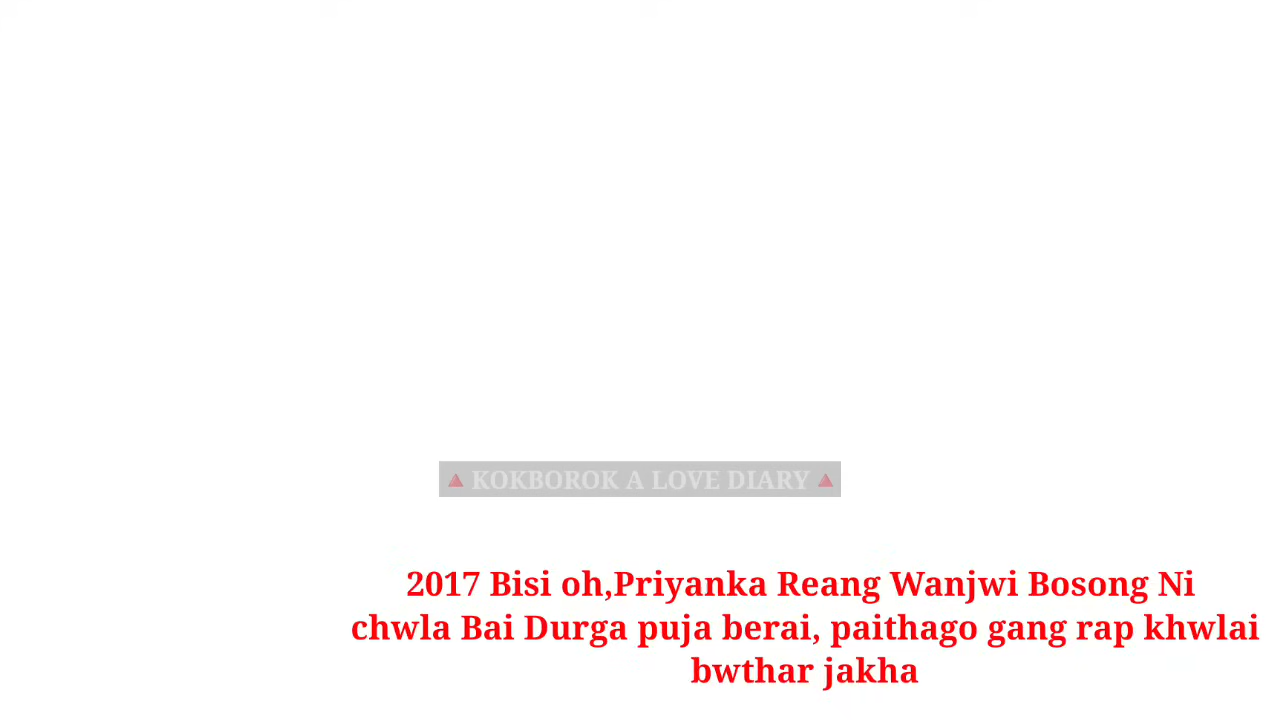 🔺KOKBOROK A LOVE DIARY🔺
2017 Bisi oh,Priyanka Reang Wanjwi Bosong Ni
chwla Bai Durga puja berai, paithago gang rap khwlai
bwthar jakha